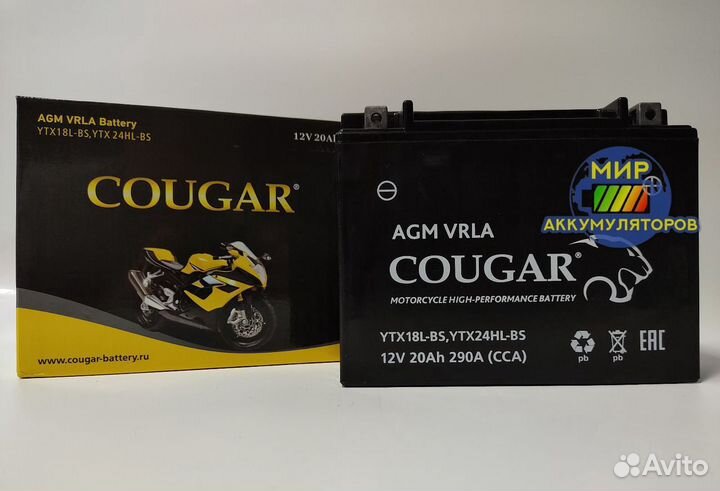 AGM VRLA Battery
YTX18L-BS,YTX 24HL-BS
12V 20Ah
COUGAR®
www.cougar-battery.ru
МИР
АККУМУЛЯТОРОВ
AGM VRLA
COUGAR®
MOTORCYCLE HIGH-PERFORMANCE BATTERY
YTX18L-BS,YTX24HL-BS
12V 20Ah 290A (CCA)
pb
pb
EAC
Avito